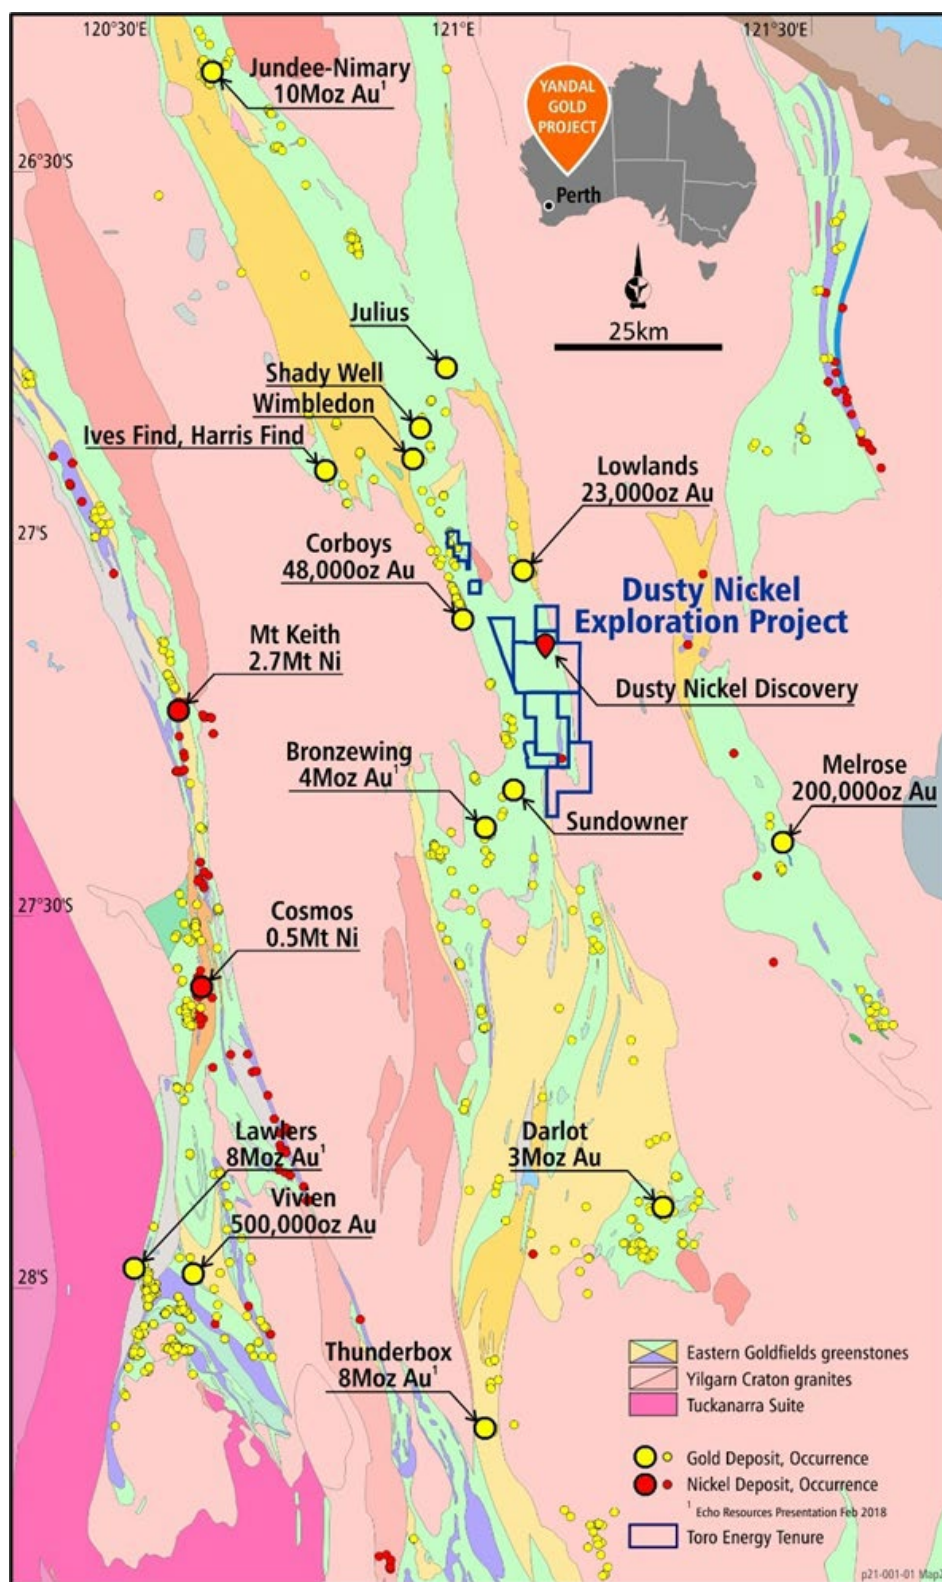 120°30'E
121°E
121°30'E
Jundee-Nimary
10Moz Au¹
YANDAL
GOLD
PROJECT
Perth
26°30'S
25km
Julius
Shady Well
Wimbledon
Ives Find, Harris Find
Lowlands
23,000oz Au
27°S
Corboys
48,000oz Au
Dusty Nickel
Exploration Project
Mt Keith
2.7Mt Ni
Dusty Nickel Discovery
Bronzewing
4Moz Au¹
Melrose
200,000oz Au
Sundowner
27°30'S
Cosmos
0.5Mt Ni
Lawlers
8Moz Au¹
Darlot
3Moz Au
Vivien
500,000oz Au
28°S
Thunderbox
8Moz Au¹
Eastern Goldfields greenstones
Yilgarn Craton granites
Tuckanarra Suite
Gold Deposit, Occurrence
Nickel Deposit, Occurrence
¹ Echo Resources Presentation Feb 2018
Toro Energy Tenure